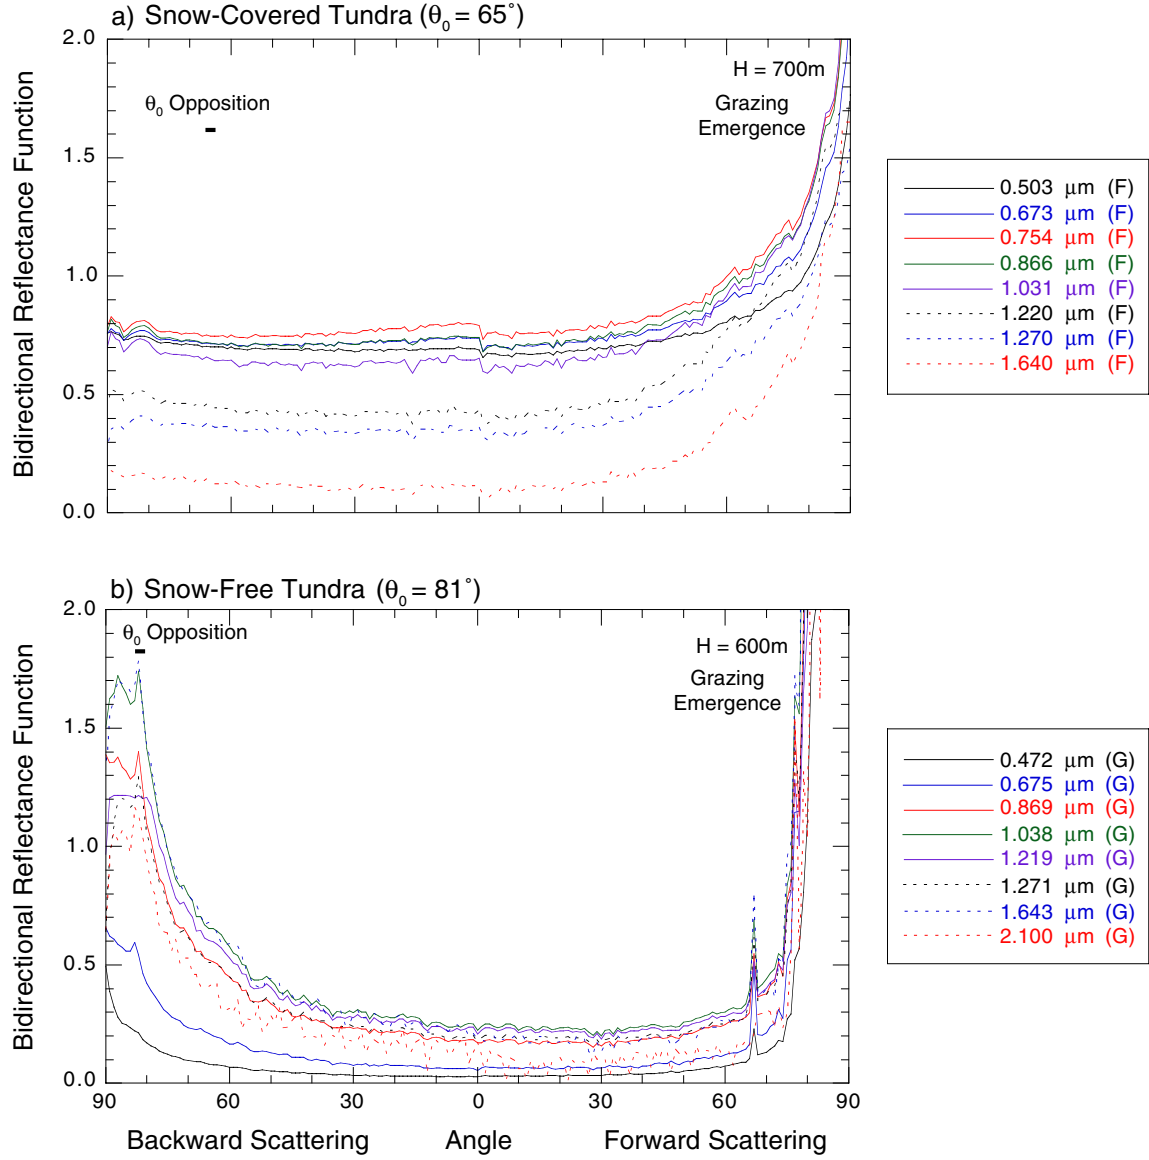 a) Snow-Covered Tundra (θ₀ = 65°)
2.0
H = 700m
θ₀ Opposition
Grazing
Emergence
1.5
1.0
0.5
0.0
Bidirectional Reflectance Function
0.503 μm (F)
0.673 μm (F)
0.754 μm (F)
0.866 μm (F)
1.031 μm (F)
1.220 μm (F)
1.270 μm (F)
1.640 μm (F)
b) Snow-Free Tundra (θ₀ = 81°)
2.0
θ₀ Opposition
H = 600m
Grazing
Emergence
1.5
1.0
0.5
0.0
Bidirectional Reflectance Function
0.472 μm (G)
0.675 μm (G)
0.869 μm (G)
1.038 μm (G)
1.219 μm (G)
1.271 μm (G)
1.643 μm (G)
2.100 μm (G)
90 60 30 0 30 60 90
Backward Scattering Angle Forward Scattering